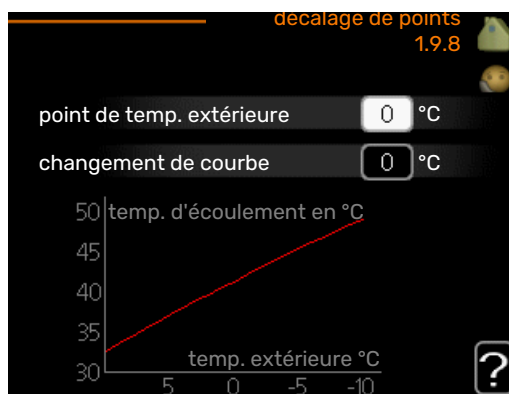 décalage de points
1.9.8
point de temp. extérieure 0 °C
changement de courbe 0 °C
50 temp. d'écoulement en °C
45
40
35
temp. extérieure °C
30
5 0 -5 -10
?